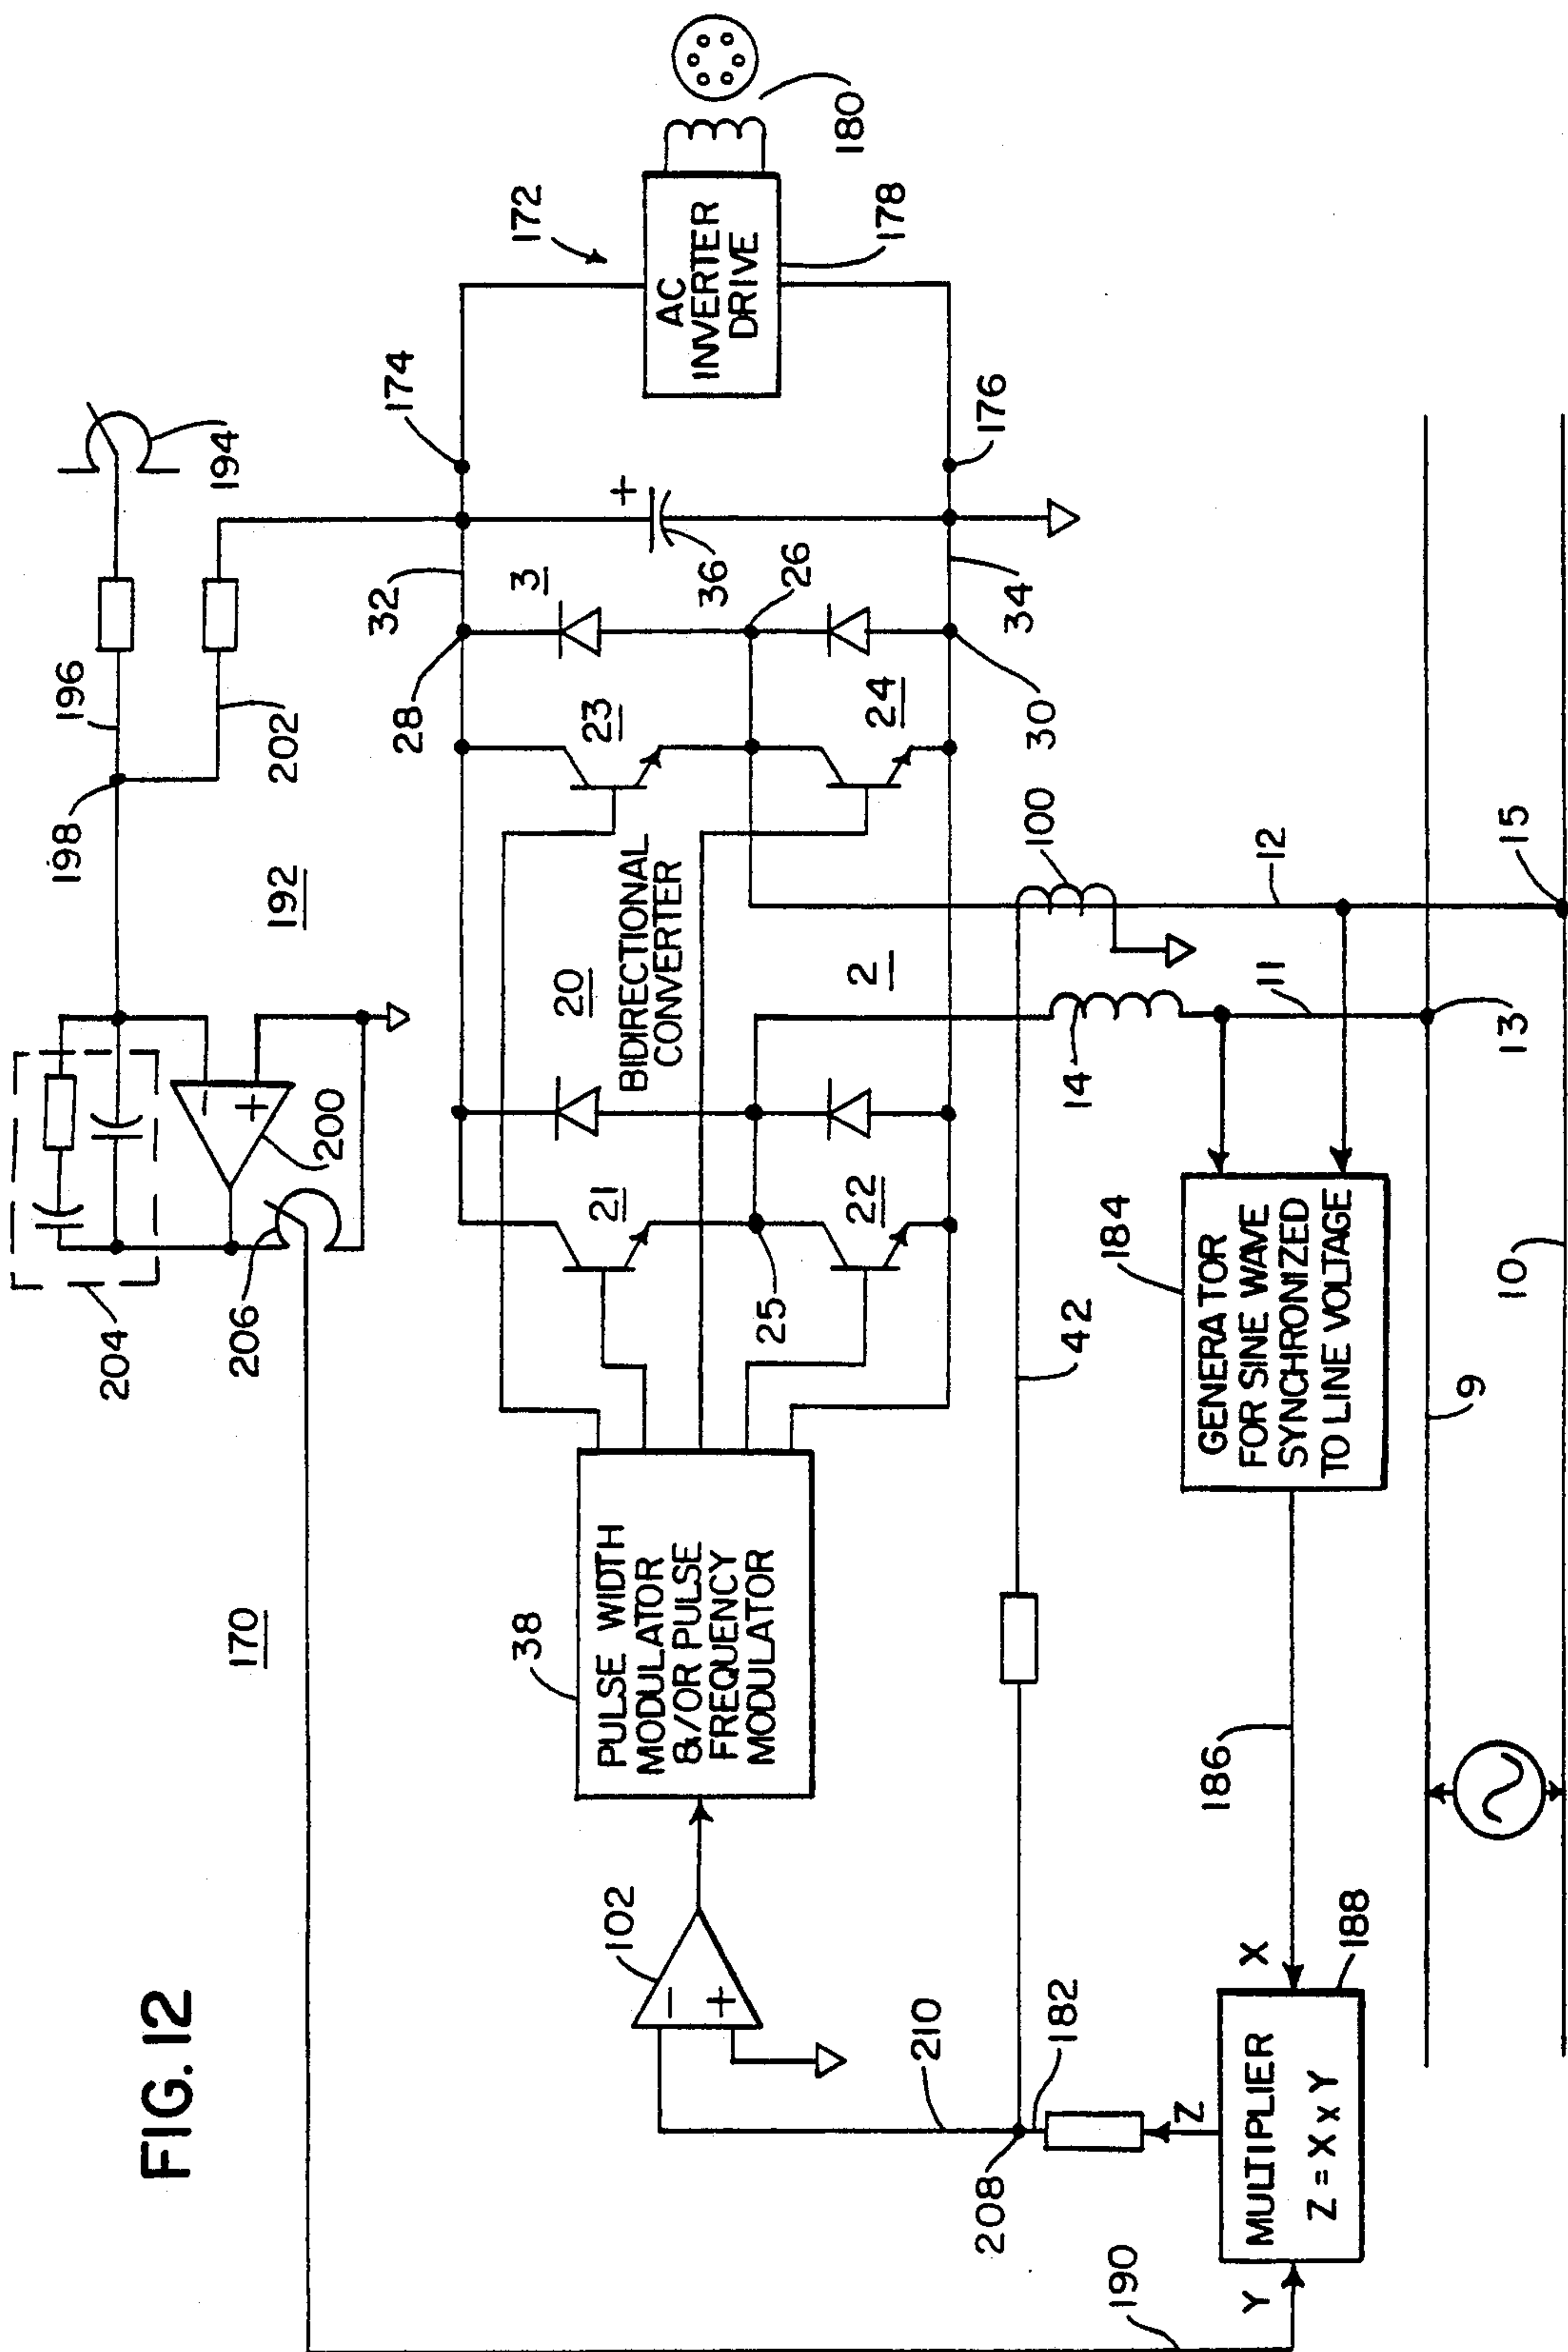 FIG. 12
170
192
194
196
198
200
202
204
206
172
174
176
178
180
AC
INVERTER
DRIVE
32
3
28
36
+
26
34
30
23
24
20
BIDIRECTIONAL
CONVERTER
2
21
22
25
−
+
38
PULSE WIDTH
MODULATOR
&/OR PULSE
FREQUENCY
MODULATOR
102
−
+
210
182
208
42
100
12
15
11
13
14
184
GENERATOR
FOR SINE WAVE
SYNCHRONIZED
TO LINE VOLTAGE
186
10
9
188
X
Y
Z
MULTIPLIER
Z = X x Y
190